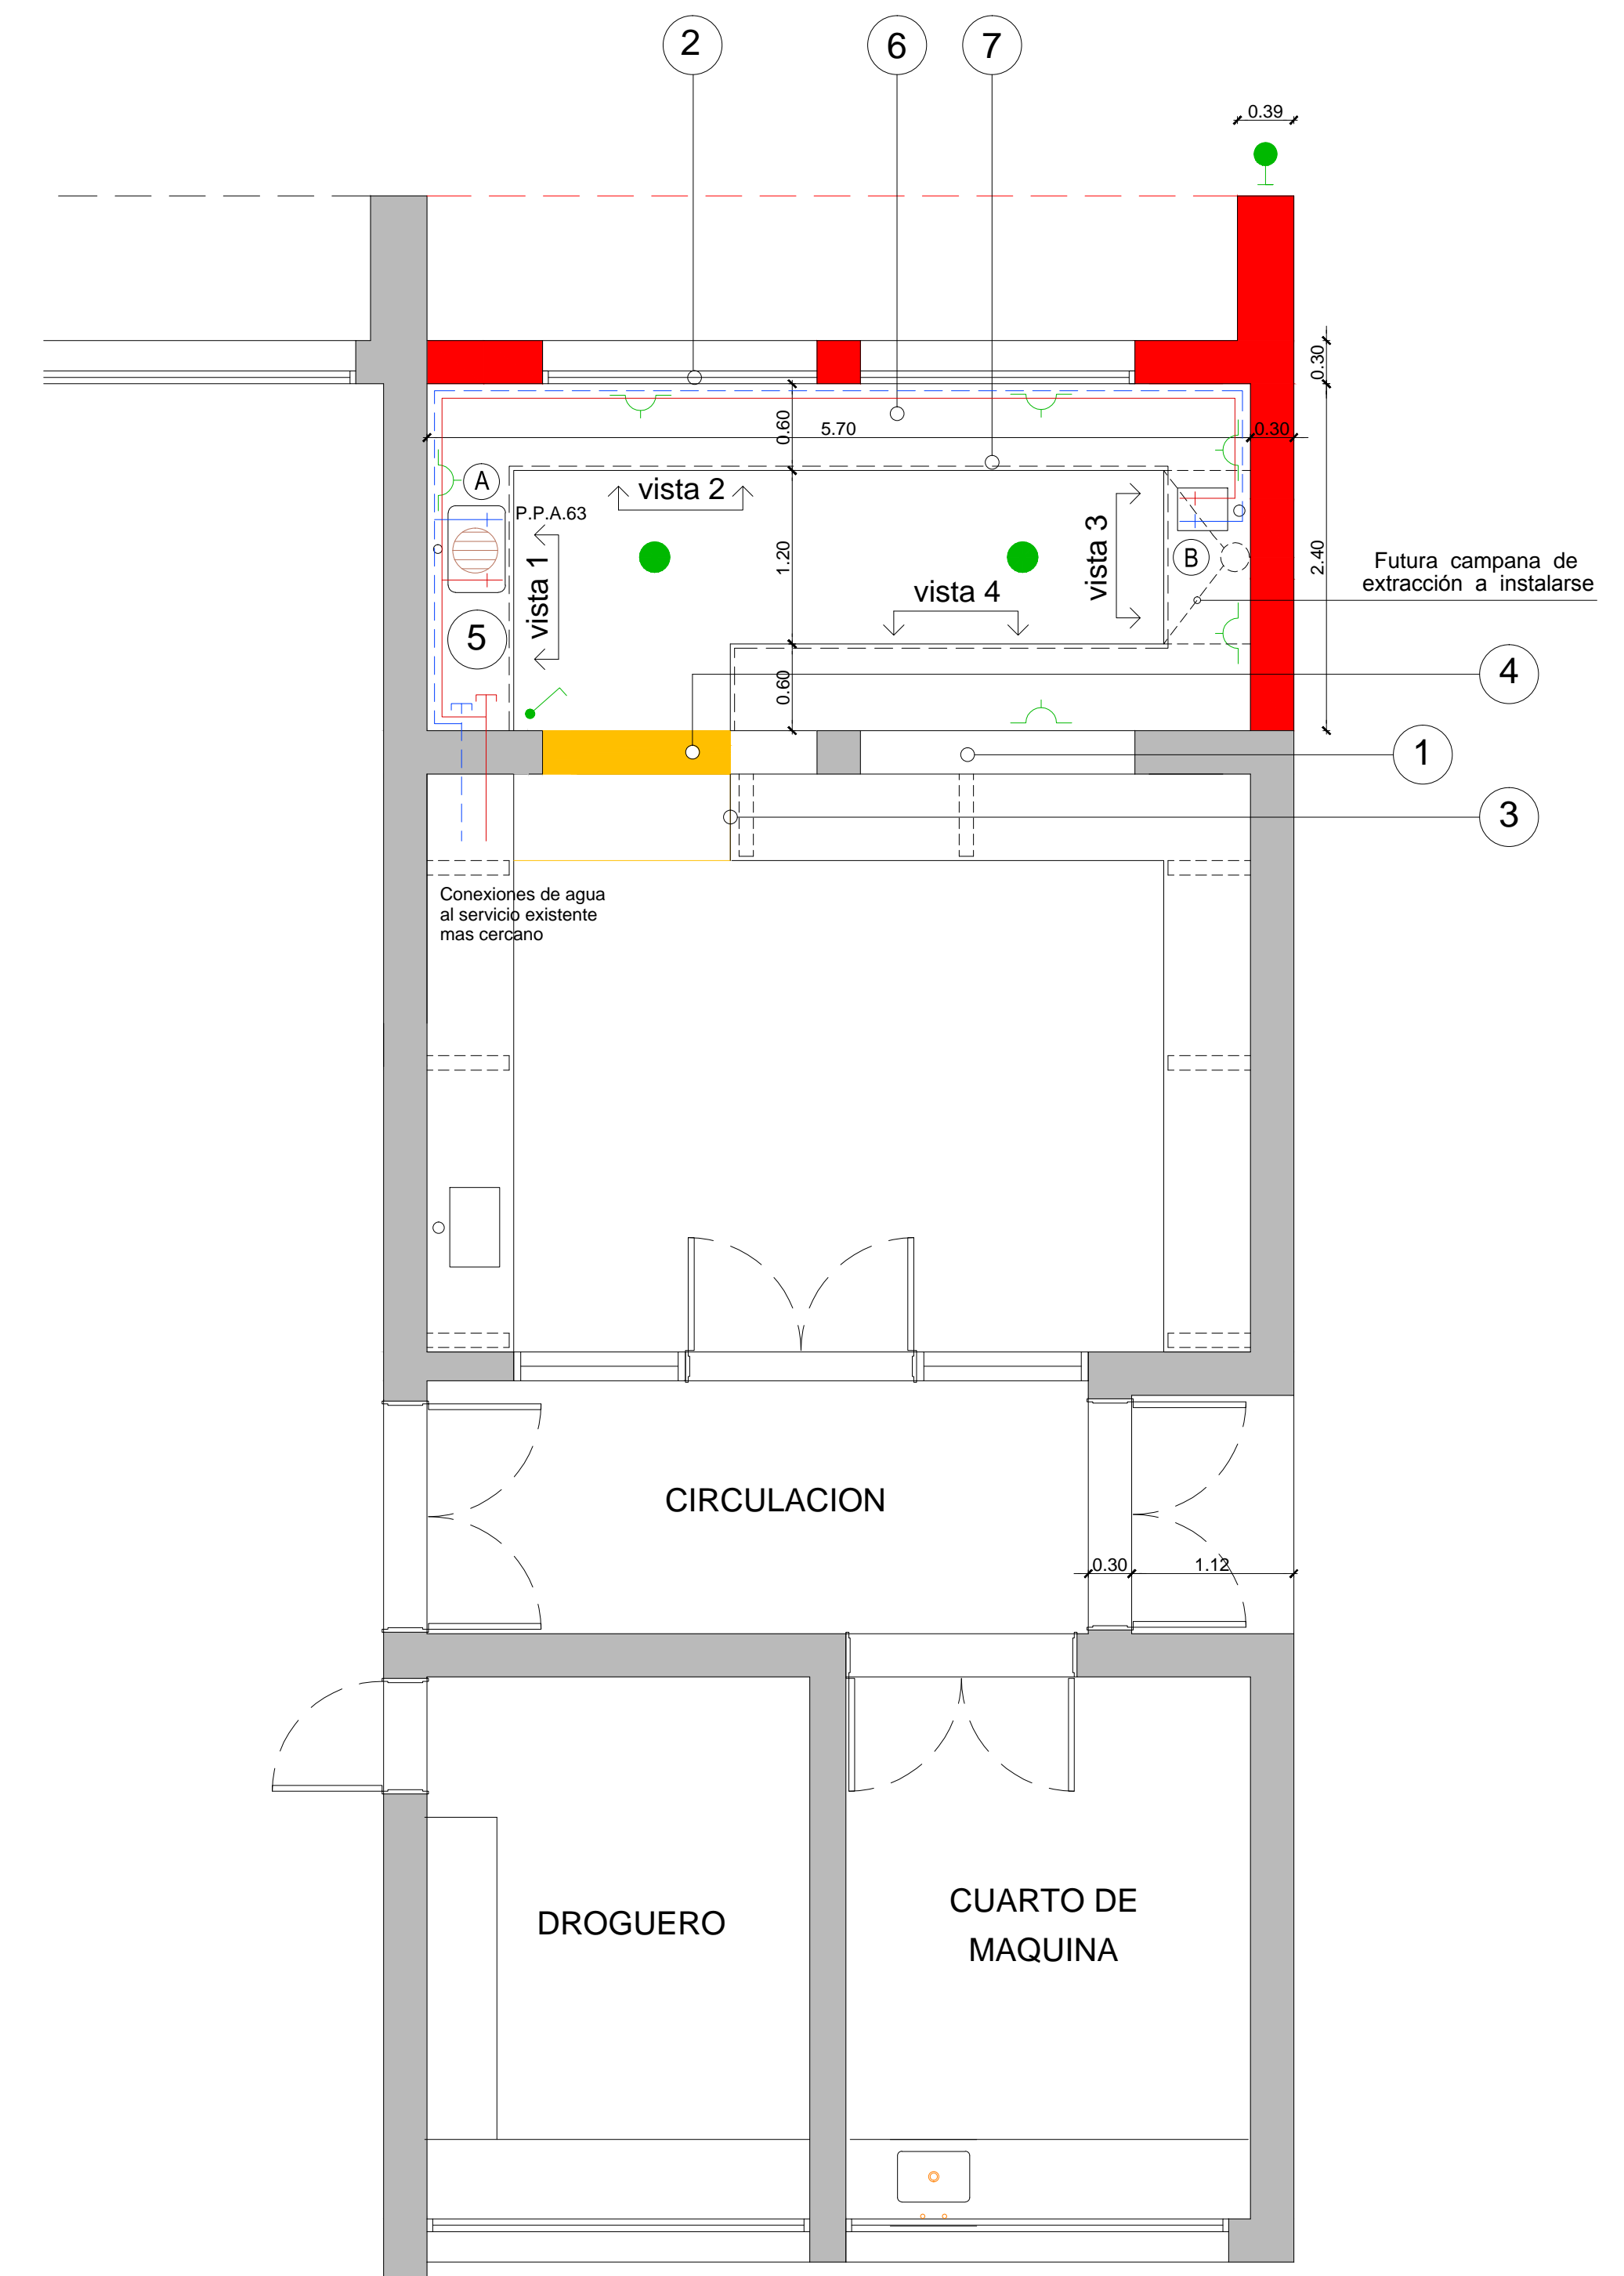 2
6
7
0.39
0.30
0.60
5.70
0.30
A
vista 2
P.P.A.63
vista 1
1.20
vista 3
B
2.40
Futura campana de
extracción a instalarse
vista 4
5
0.60
4
1
3
Conexiones de agua
al servicio existente
mas cercano
CIRCULACION
0.30
1.12
CUARTO DE
MAQUINA
DROGUERO